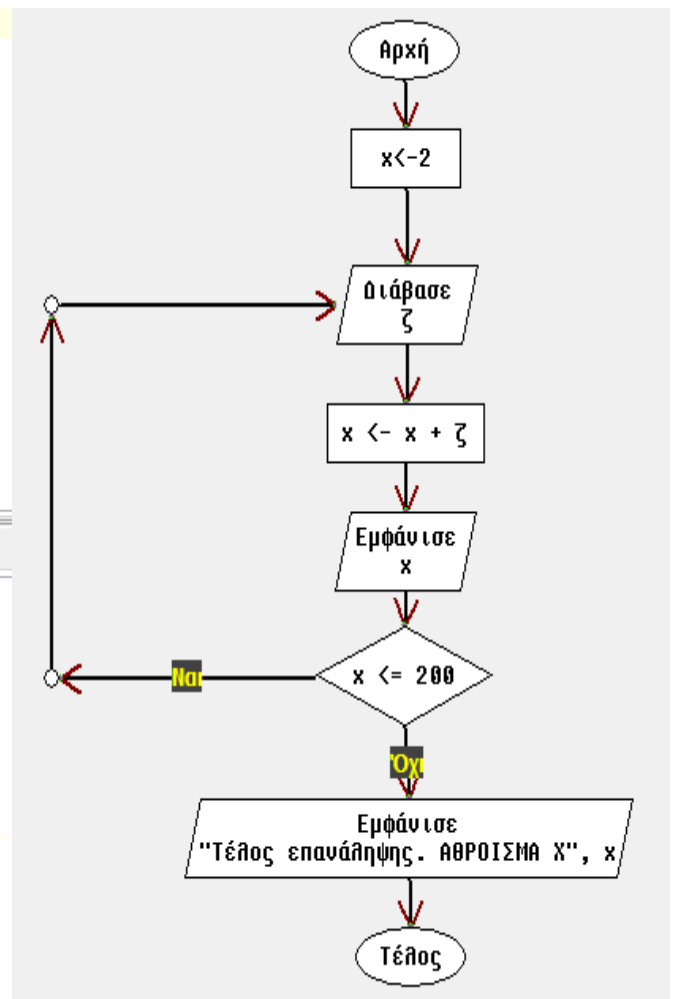 Αρχή
x<-2
Διάβασε
ζ
x <- x + ζ
Εμφάνισε
x
x <= 200
Ναι
Όχι
Εμφάνισε
"Τέλος επανάληψης. ΑΘΡΟΙΣΜΑ Χ", x
Τέλος